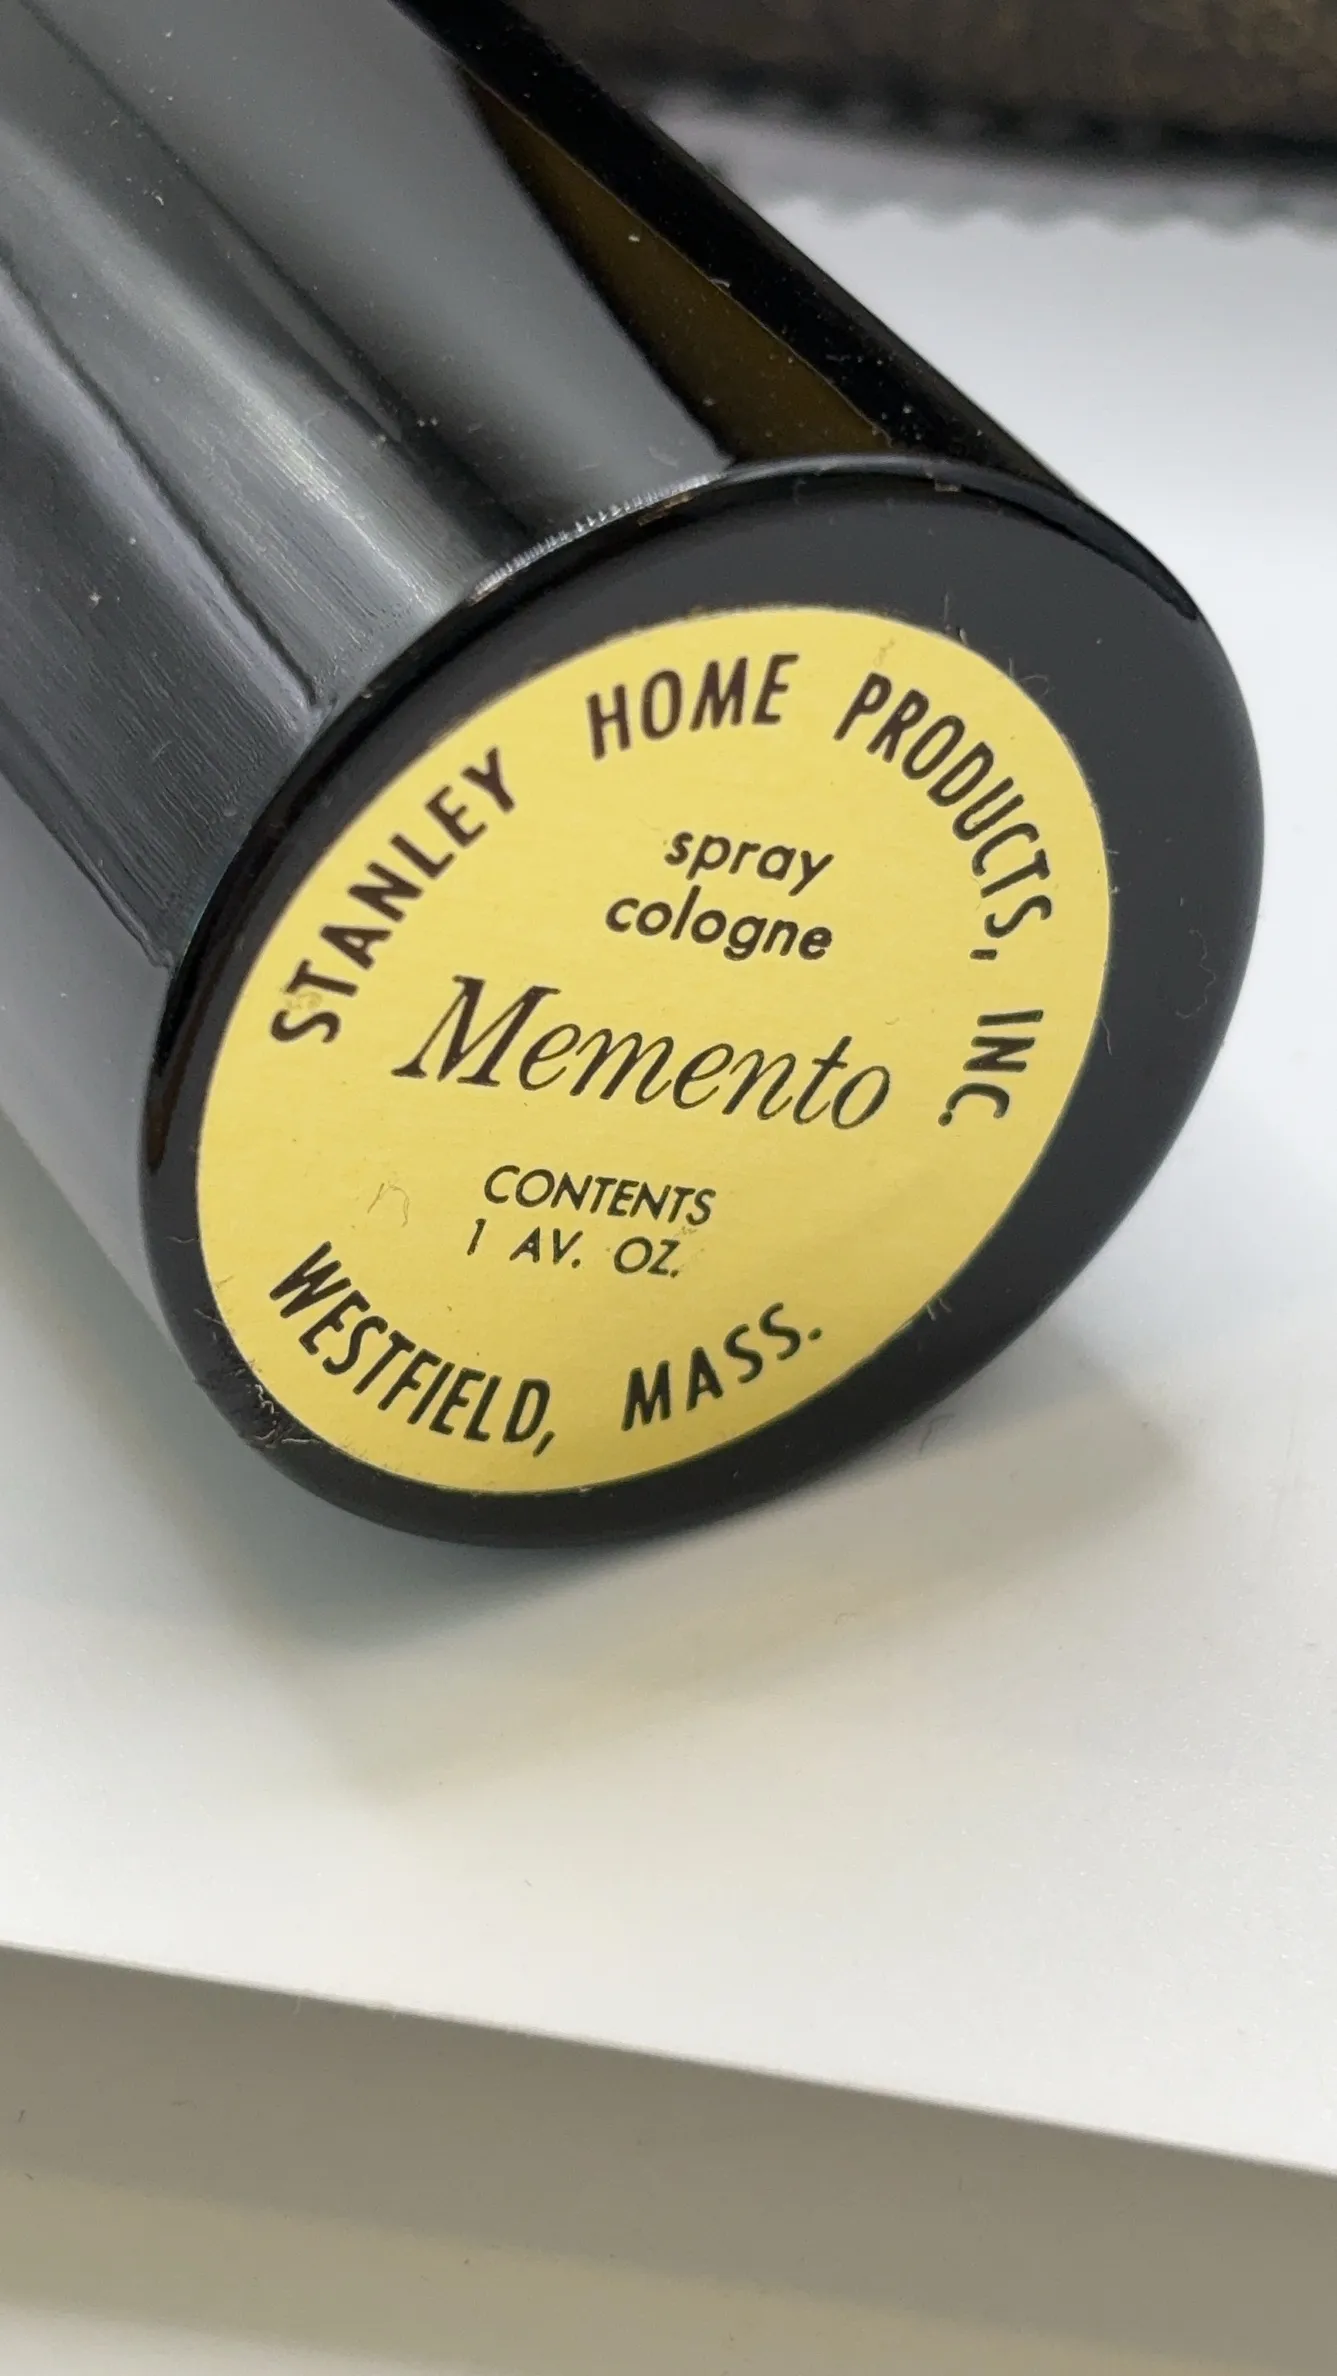 STANLEY HOME PRODUCTS, INC.
spray
cologne
Memento
CONTENTS
1 AV. OZ.
WESTFIELD, MASS.